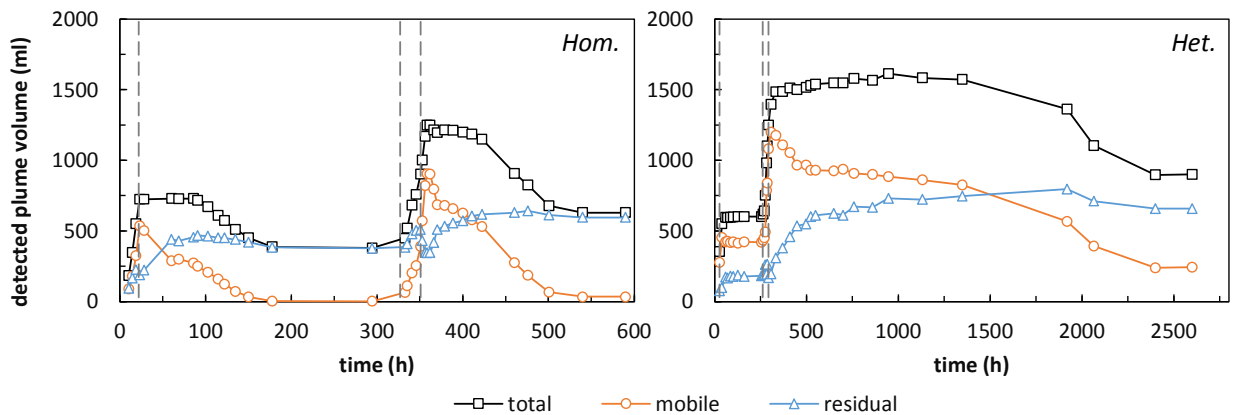 detected plume volume (ml)
2000
1500
1000
500
0
Hom.
0 100 200 300 400 500 600
time (h)
2000
1500
1000
500
0
Het.
0 500 1000 1500 2000 2500
time (h)
total mobile residual